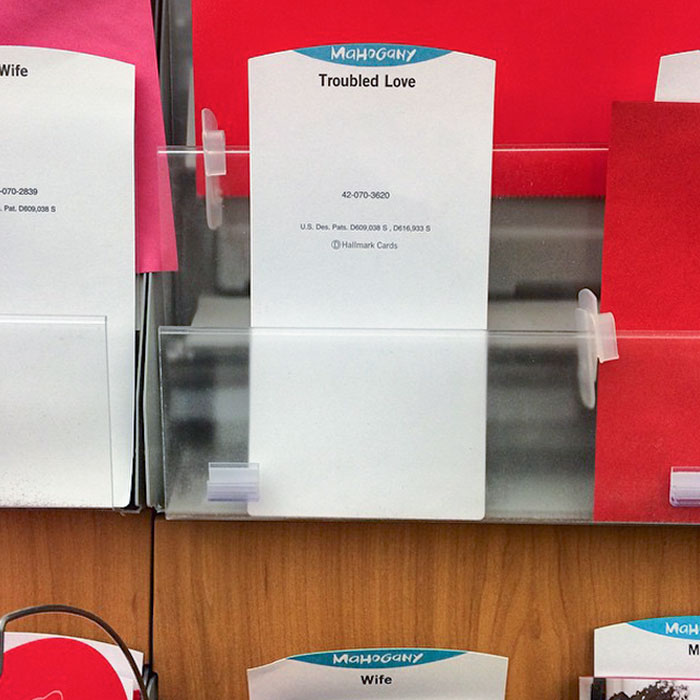 Wife
-070-2839
. Pat. D609,038 S
MAHOGANY
Troubled Love
42-070-3620
U.S. Des. Pats. D609,038 S , D616,933 S
Hallmark Cards
MAHOGANY
Wife
MAH
M